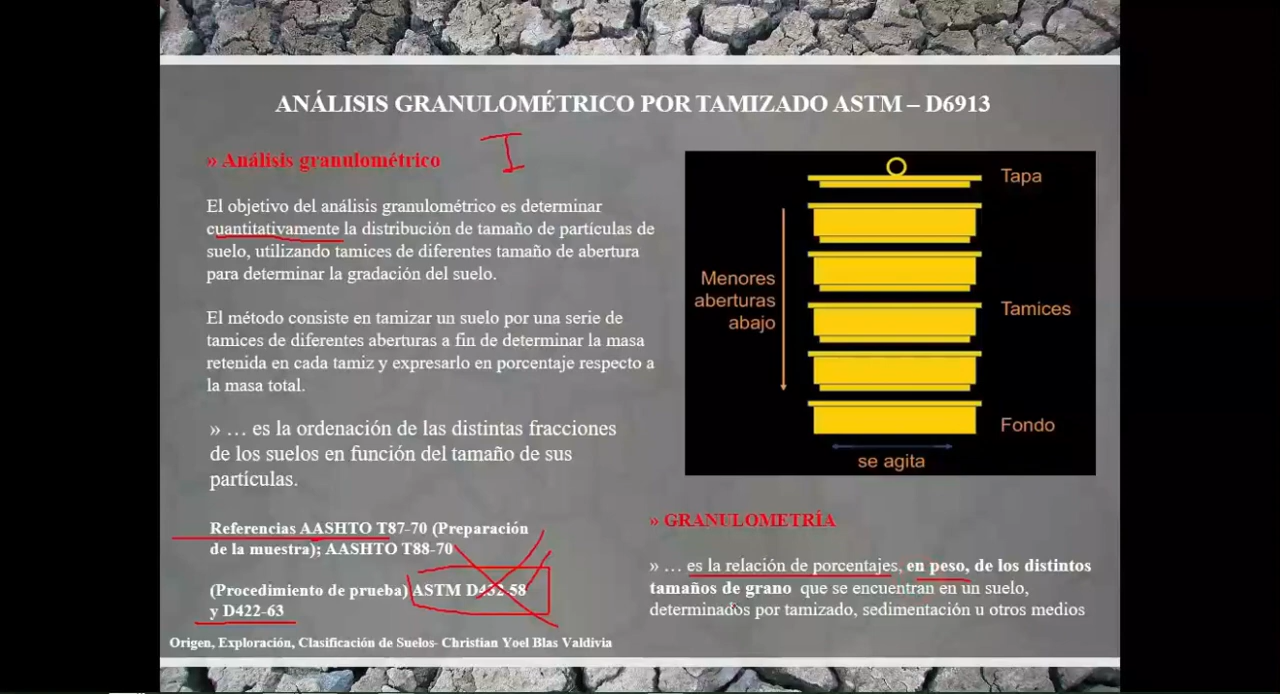 ANÁLISIS GRANULOMÉTRICO POR TAMIZADO ASTM – D6913
» Análisis granulométrico
I
El objetivo del análisis granulométrico es determinar
cuantitativamente la distribución de tamaño de partículas de
suelo, utilizando tamices de diferentes tamaño de abertura
para determinar la gradación del suelo.
El método consiste en tamizar un suelo por una serie de
tamices de diferentes aberturas a fin de determinar la masa
retenida en cada tamiz y expresarlo en porcentaje respecto a
la masa total.
» … es la ordenación de las distintas fracciones
de los suelos en función del tamaño de sus
partículas.
Referencias AASHTO T87-70 (Preparación
de la muestra); AASHTO T88-70
(Procedimiento de prueba) ASTM
y D422-63
Origen, Exploración, Clasificación de Suelos- Christian Yoel Blas Valdivia
Tapa
Menores
aberturas
abajo
Tamices
Fondo
se agita
» GRANULOMETRÍA
» … es la relación de porcentajes, en peso, de los distintos
tamaños de grano que se encuentran en un suelo,
determinados por tamizado, sedimentación u otros medios